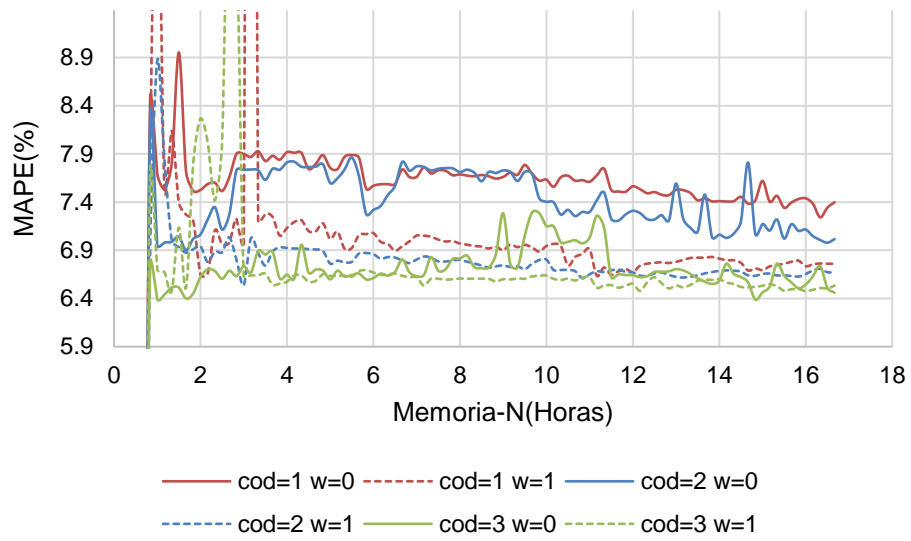 MAPE(%)
8.9
8.4
7.9
7.4
6.9
6.4
5.9
0 2 4 6 8 10 12 14 16 18
Memoria-N(Horas)
cod=1 w=0 cod=1 w=1 cod=2 w=0
cod=2 w=1 cod=3 w=0 cod=3 w=1